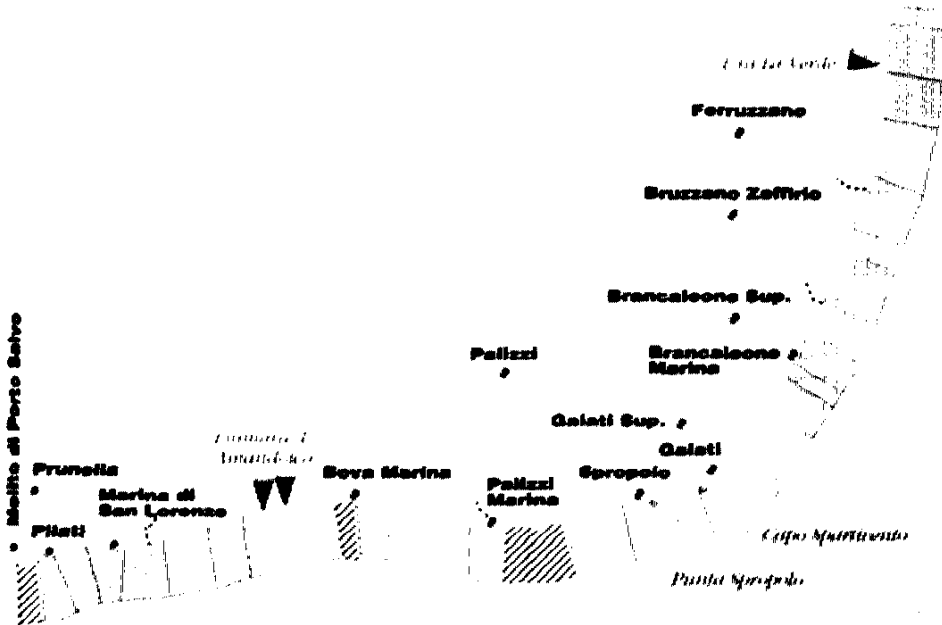 Ferruzzano
Bruzzano Zeffirio
Brancaleone Sup.
Palizzi
Brancaleone
Marina
Galati Sup.
Galati
Melito di Porto Salvo
Prunella
Marina di
San Lorenzo
Bova Marina
Palizzi
Marina
Spropolo
Pilati
Capo Spartivento
Punta Spropolo